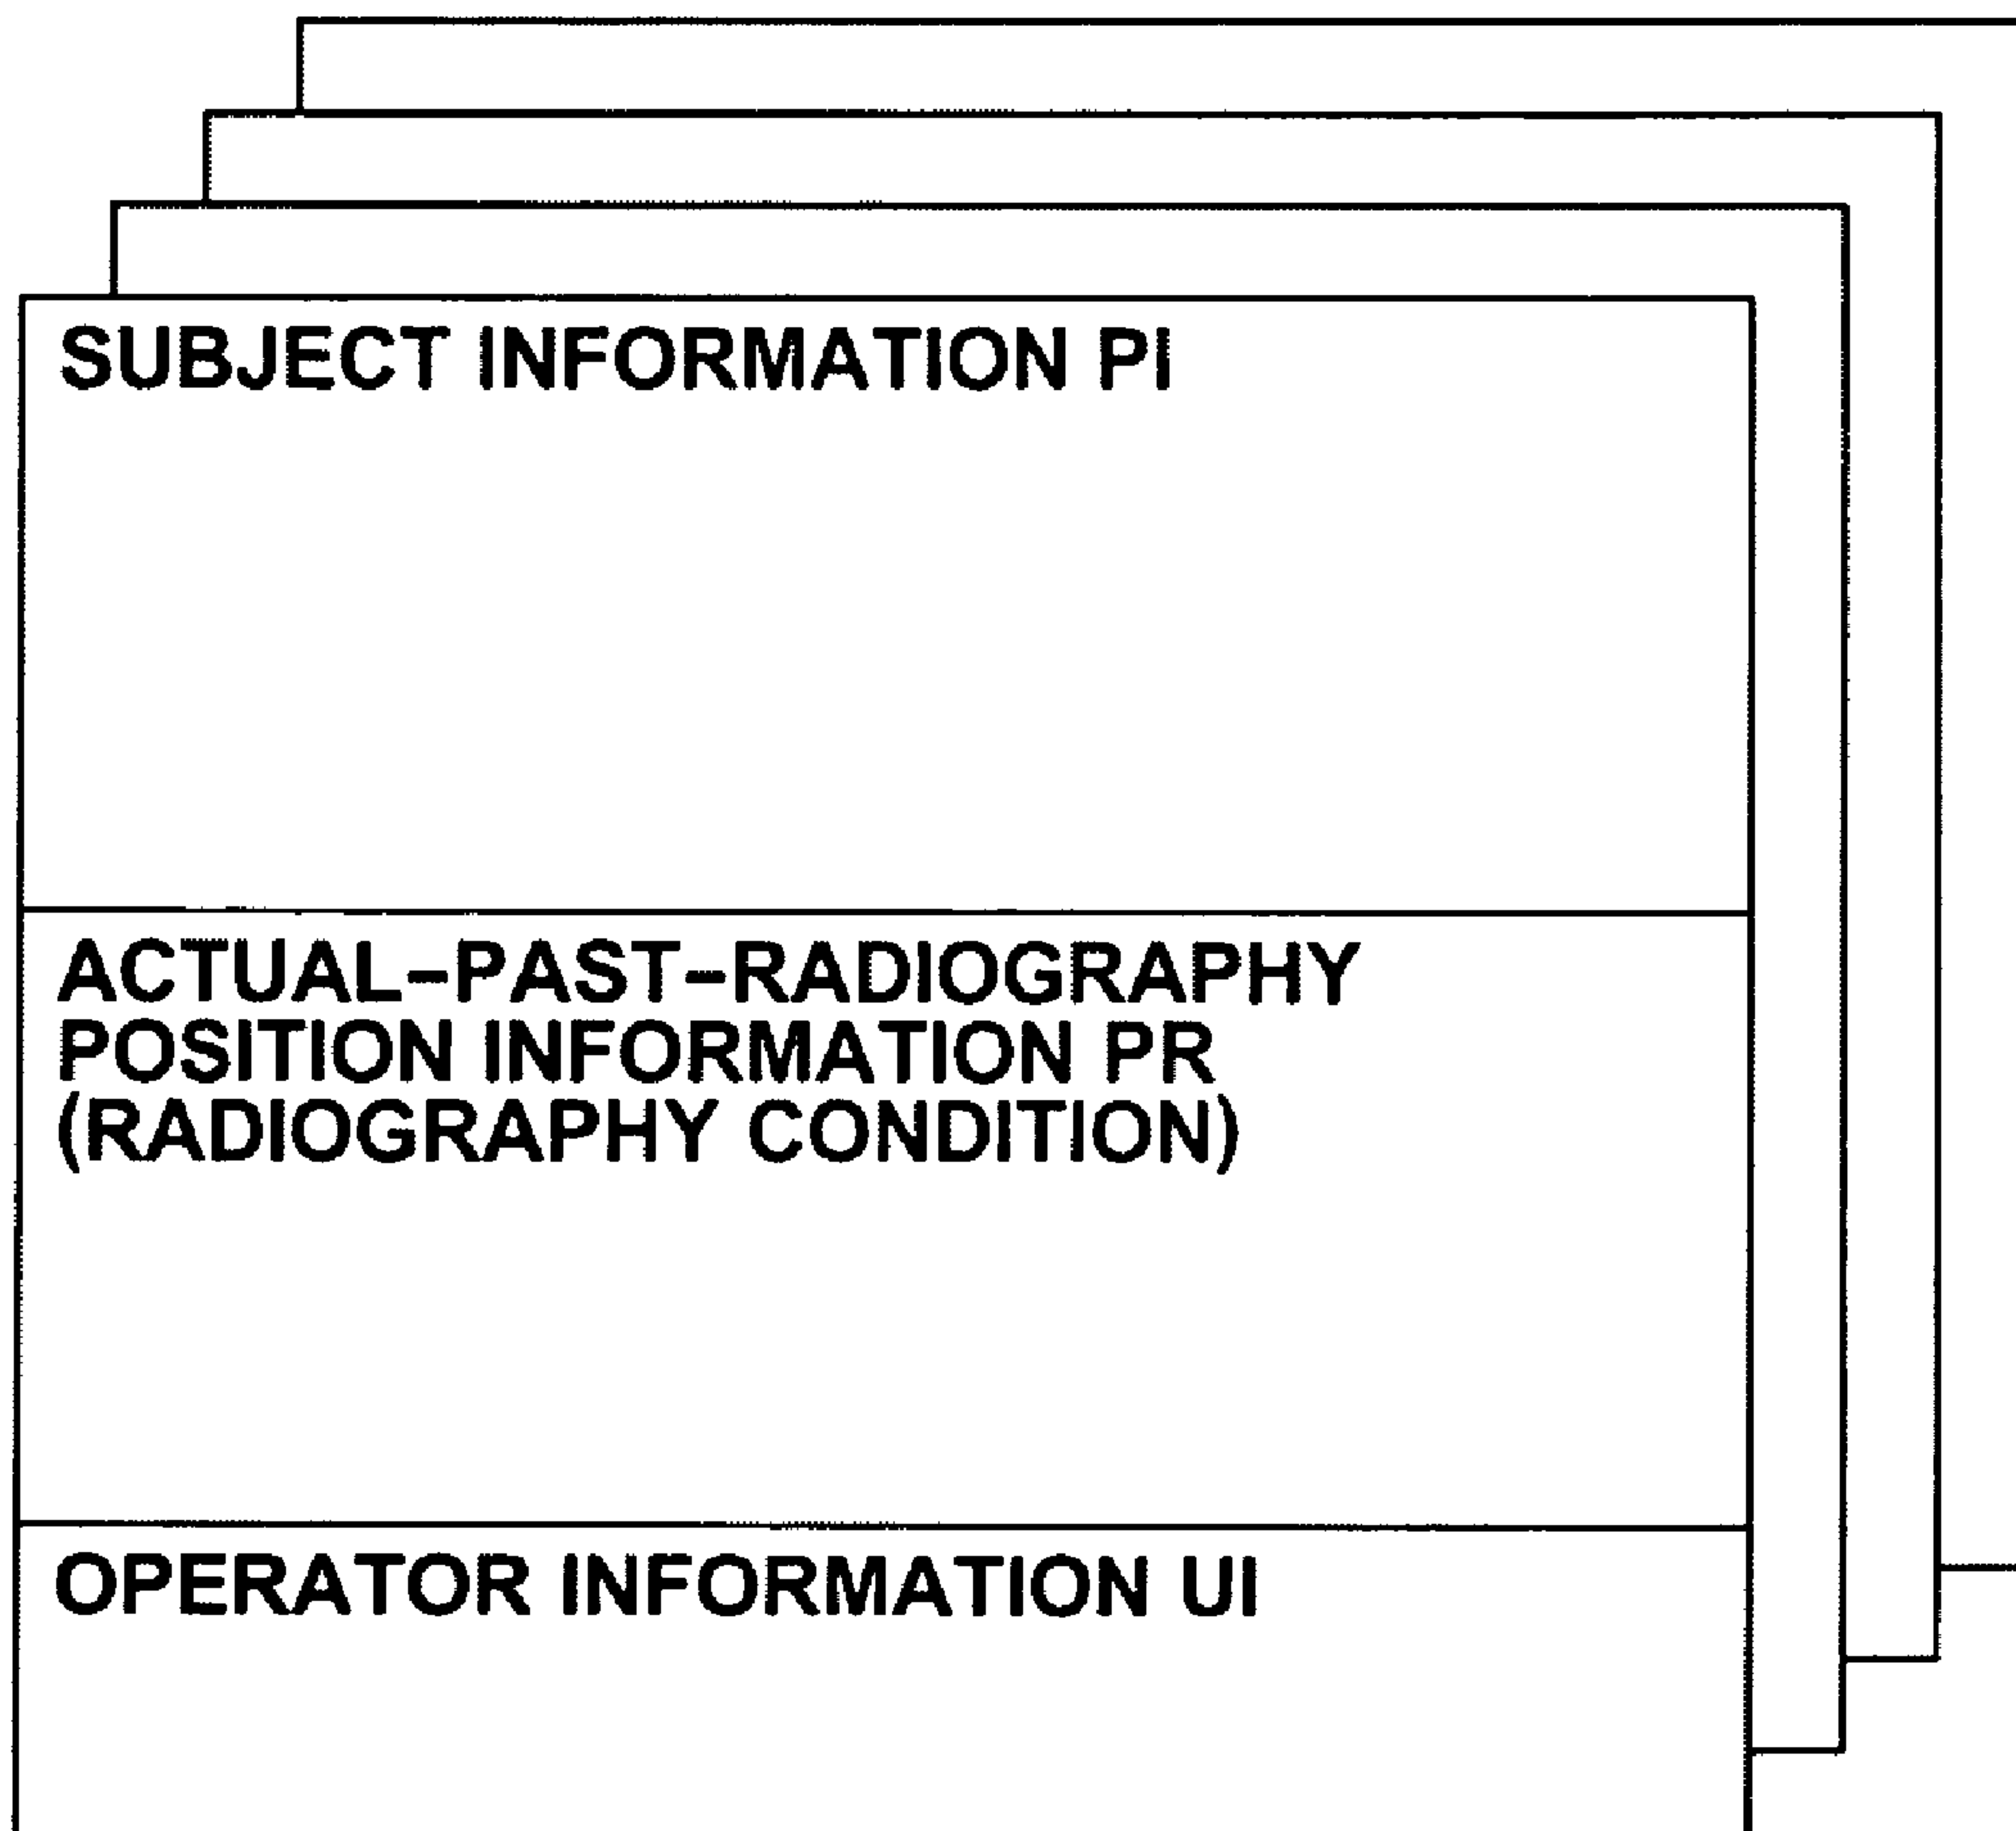 SUBJECT INFORMATION PI
ACTUAL-PAST-RADIOGRAPHY
POSITION INFORMATION PR
(RADIOGRAPHY CONDITION)
OPERATOR INFORMATION UI